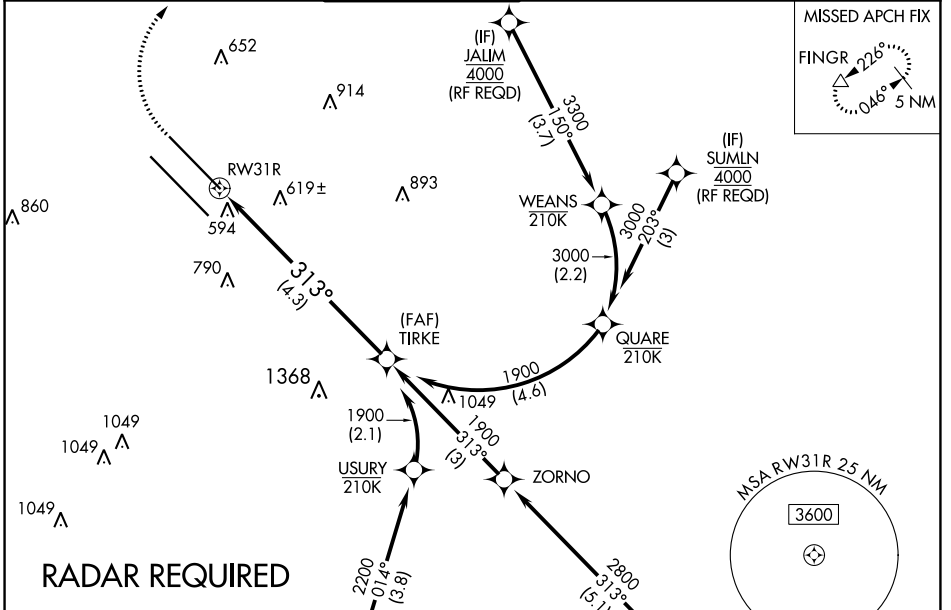 MISSED APCH FIX
FINGR
226°
046°
5 NM
(IF)
JALIM
4000
(RF REQD)
652
914
3300
150°
(3.7)
(IF)
SUMLN
4000
(RF REQD)
RW31R
619±
893
WEANS
210K
3000
203°
(3)
860
594
3000
(2.2)
790
313°
(4.3)
(FAF)
TIRKE
QUARE
210K
1368
1900
(4.6)
1049
1900
(2.1)
1900
313°
(3)
1049
1049
USURY
210K
ZORNO
MSA RW31R 25 NM
3600
1049
RADAR REQUIRED
2200
014°
(3.8)
2800
313°
(5.1)